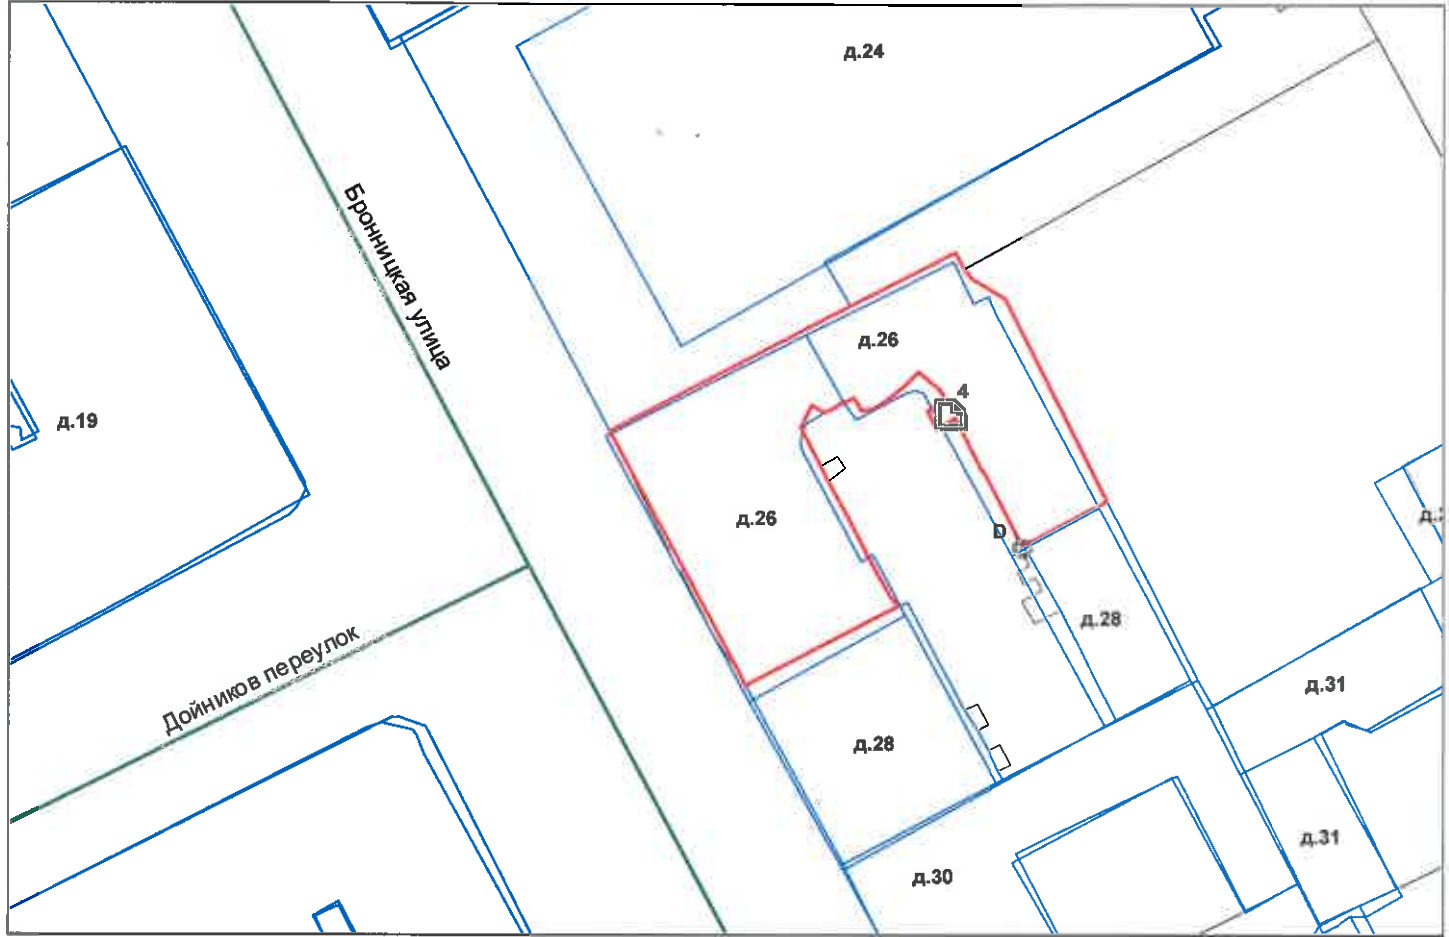 д.24
Бронницкая улица
д.26
д.19
4
д.26
D
д.28
Дойников переулок
д.31
д.28
д.31
д.30